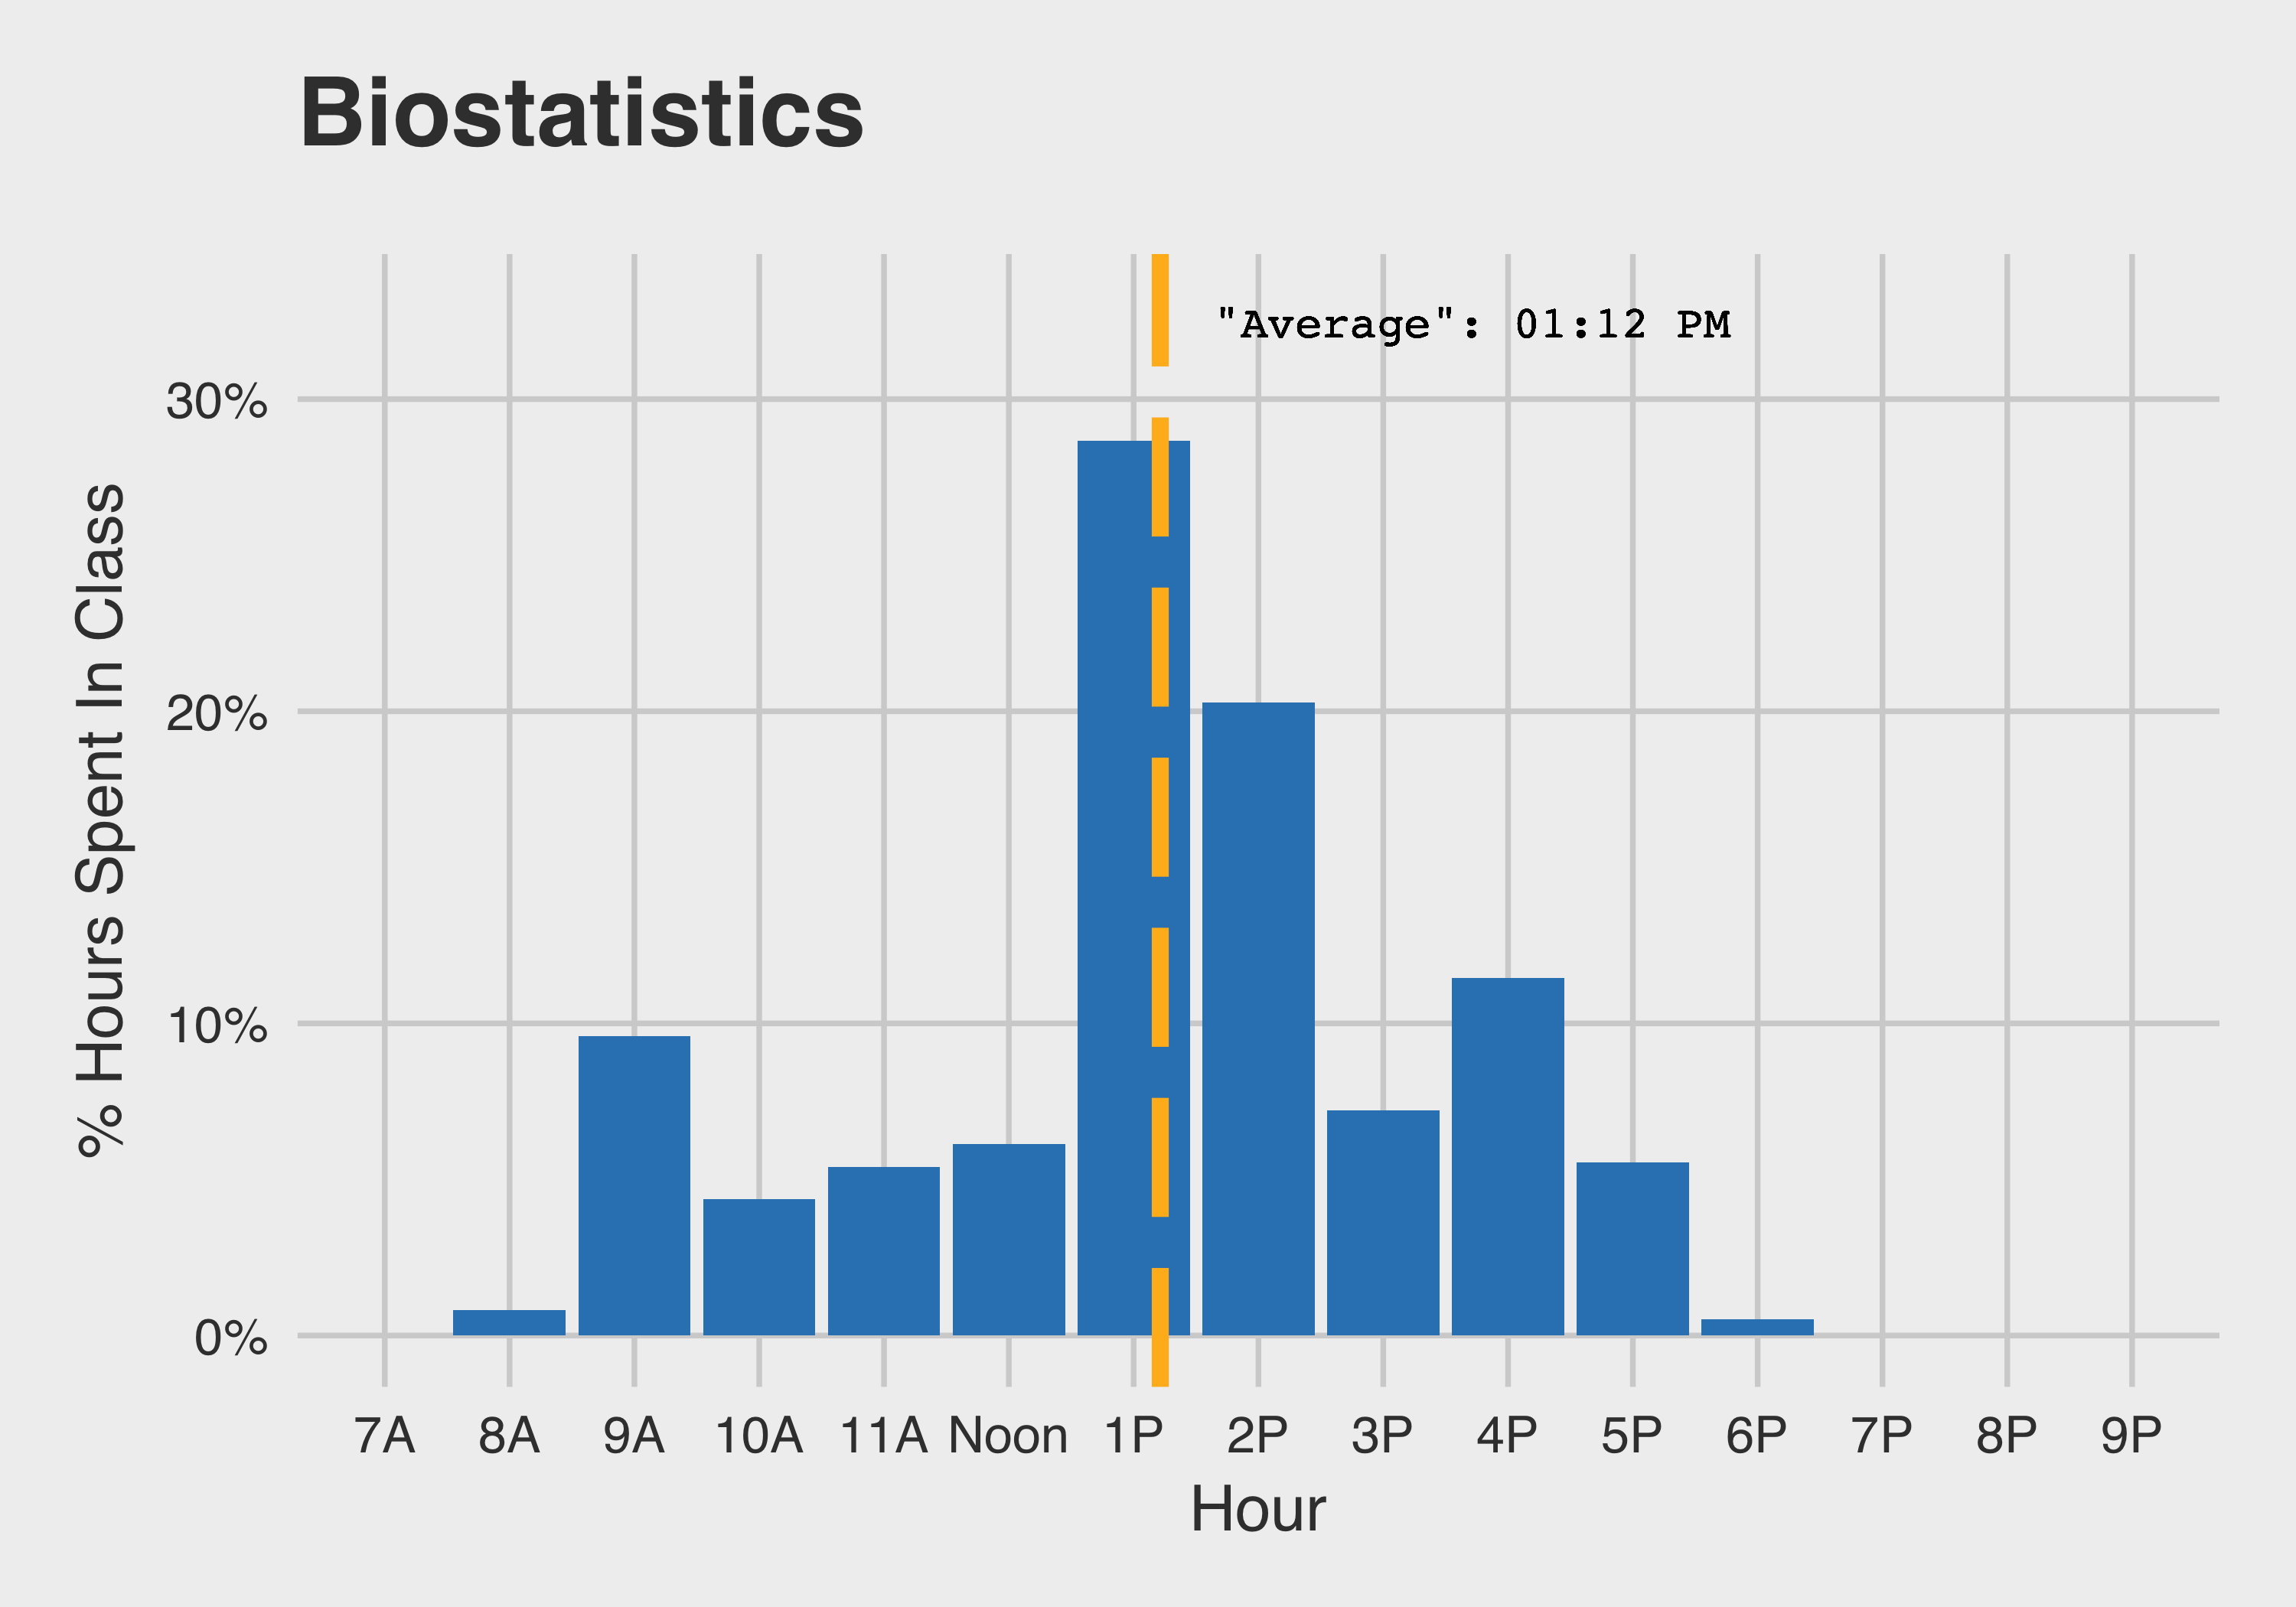 Biostatistics
"Average": 01:12 PM
% Hours Spent In Class
30%
20%
10%
0%
7A 8A 9A 10A 11A Noon 1P 2P 3P 4P 5P 6P 7P 8P 9P
Hour